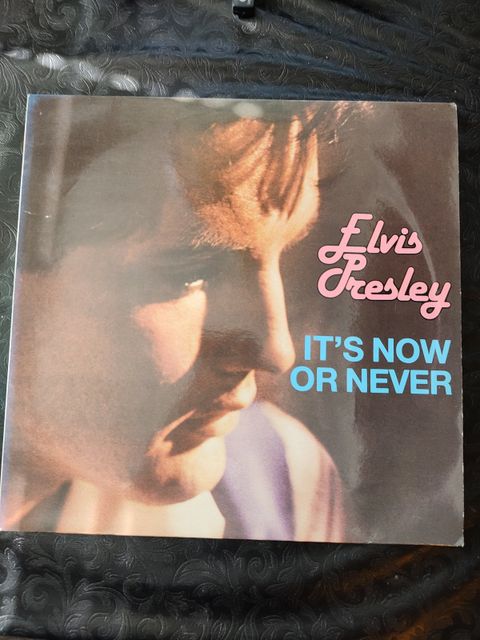 Elvis
Presley
IT'S NOW
OR NEVER